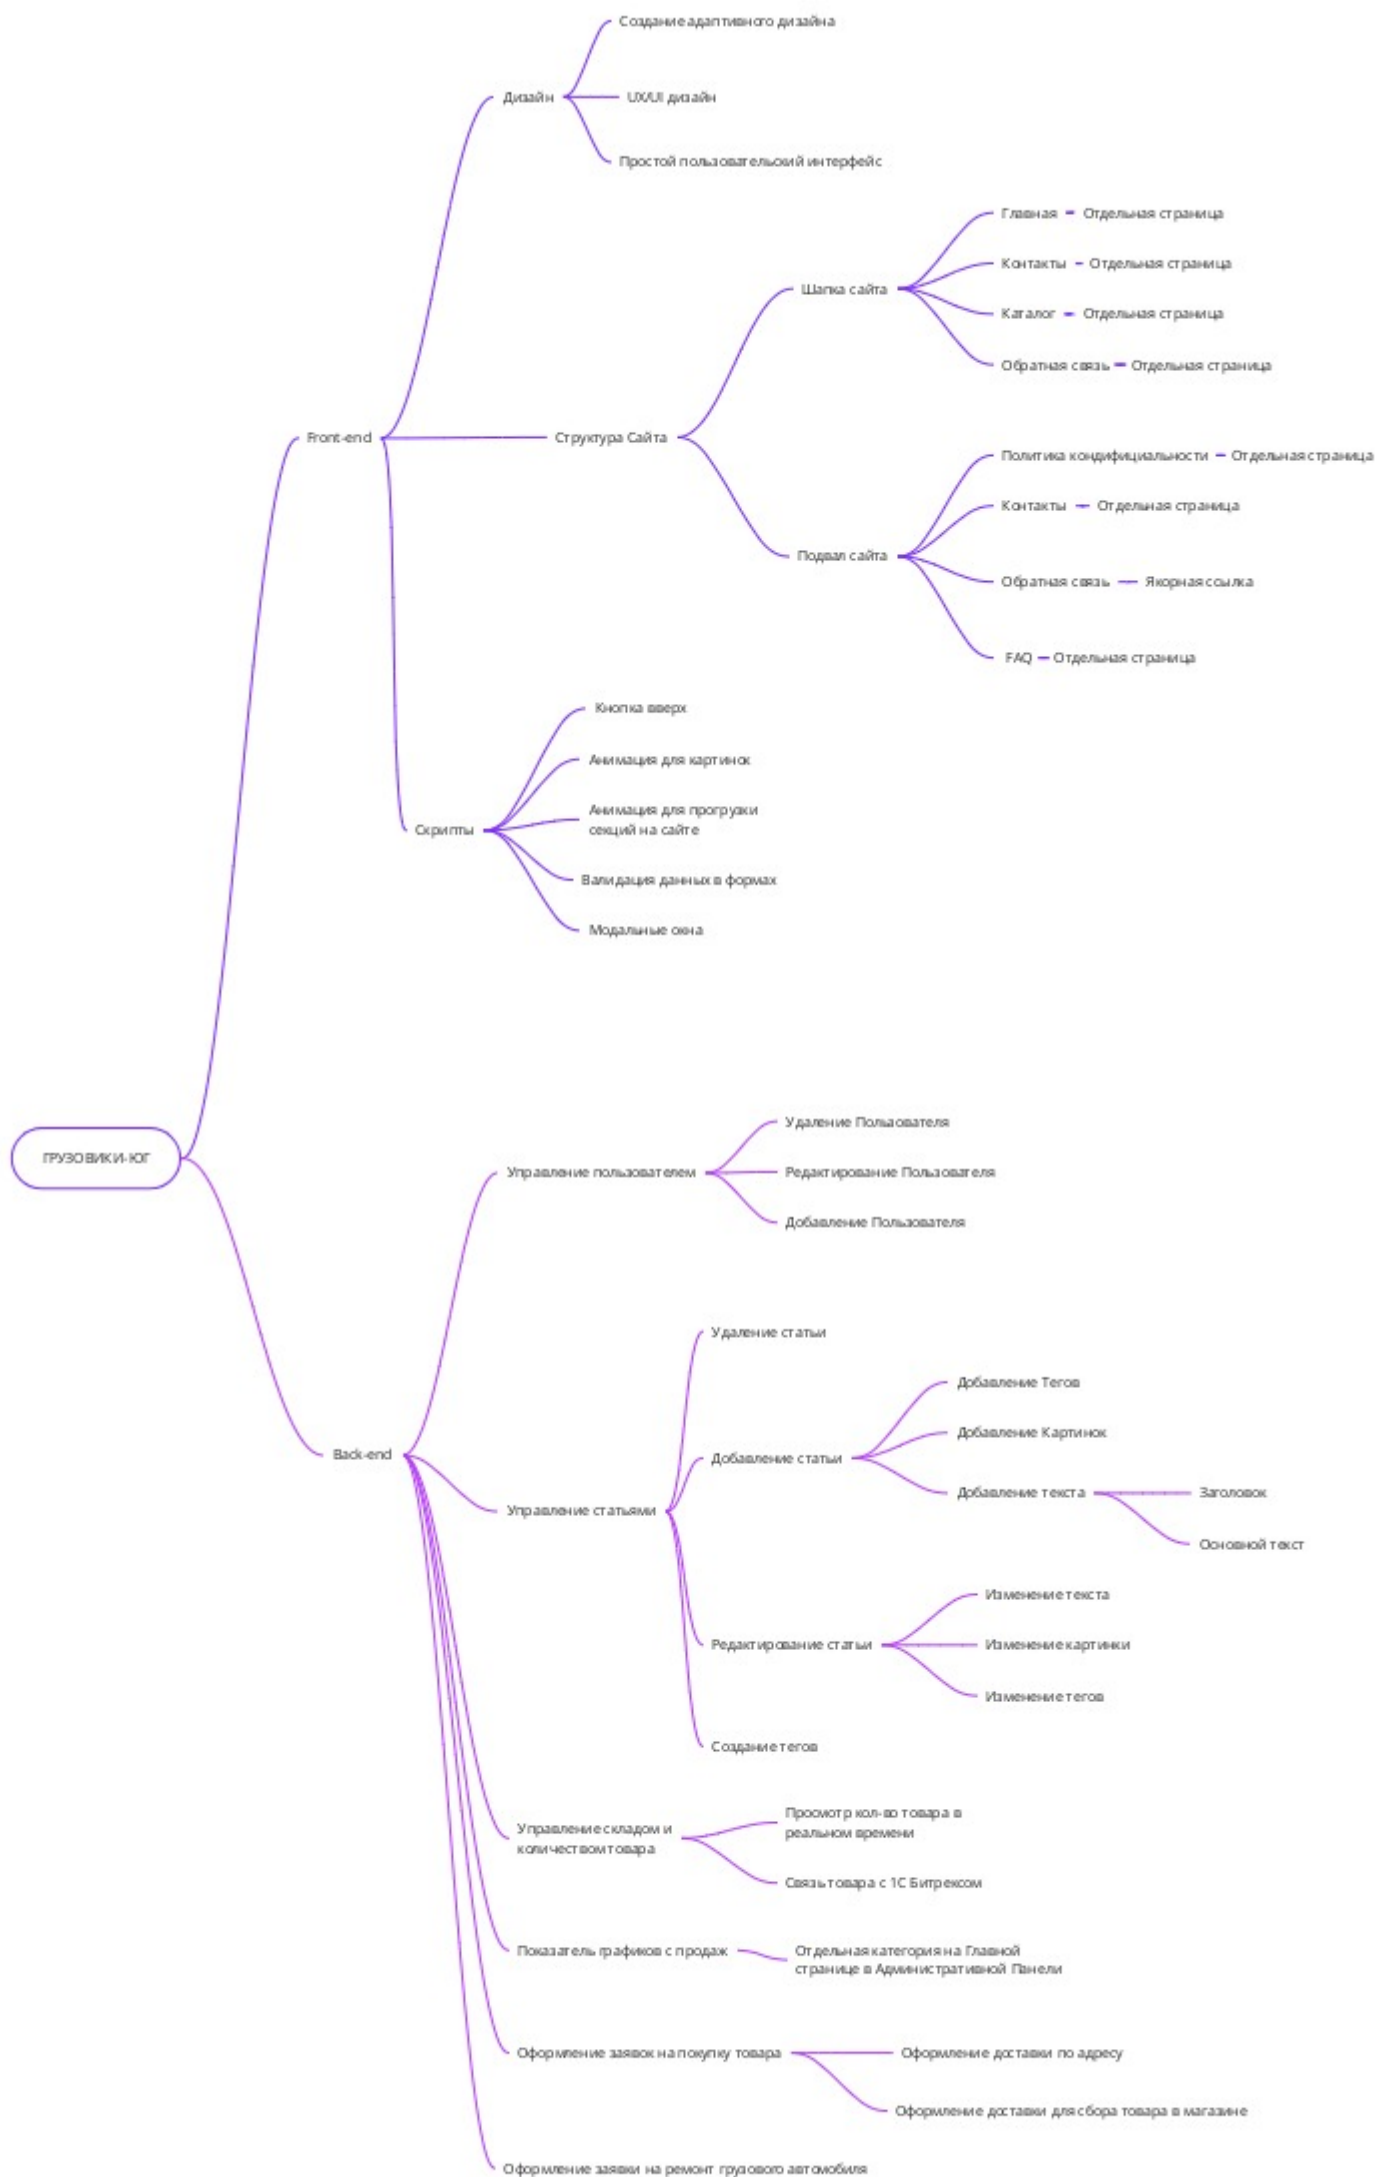 Создание адаптивного дизайна
Дизайн
UX/UI дизайн
Простой пользовательский интерфейс
Главная
Отдельная страница
Контакты
Отдельная страница
Шапка сайта
Каталог
Отдельная страница
Обратная связь
Отдельная страница
Front-end
Структура Сайта
Политика кондифициальности
Отдельная страница
Контакты
Отдельная страница
Подвал сайта
Обратная связь
Якорная ссылка
FAQ
Отдельная страница
Кнопка вверх
Анимация для картинок
Анимация для прогрузки
секций на сайте
Скрипты
Валидация данных в формах
Модальные окна
ГРУЗОВИКИ-ЮГ
Удаление Пользователя
Управление пользователем
Редактирование Пользователя
Добавление Пользователя
Удаление статьи
Добавление Тегов
Добавление Картинок
Back-end
Добавление статьи
Добавление текста
Заголовок
Управление статьями
Основной текст
Изменение текста
Редактирование статьи
Изменение картинки
Изменение тегов
Создание тегов
Управление складом и
количеством товара
Просмотр кол-во товара в
реальном времени
Связь товара с 1С Битрексом
Показатель графиков с продаж
Отдельная категория на Главной
странице в Административной Панели
Оформление заявок на покупку товара
Оформление доставки по адресу
Оформление доставки для сбора товара в магазине
Оформление заявки на ремонт грузового автомобиля